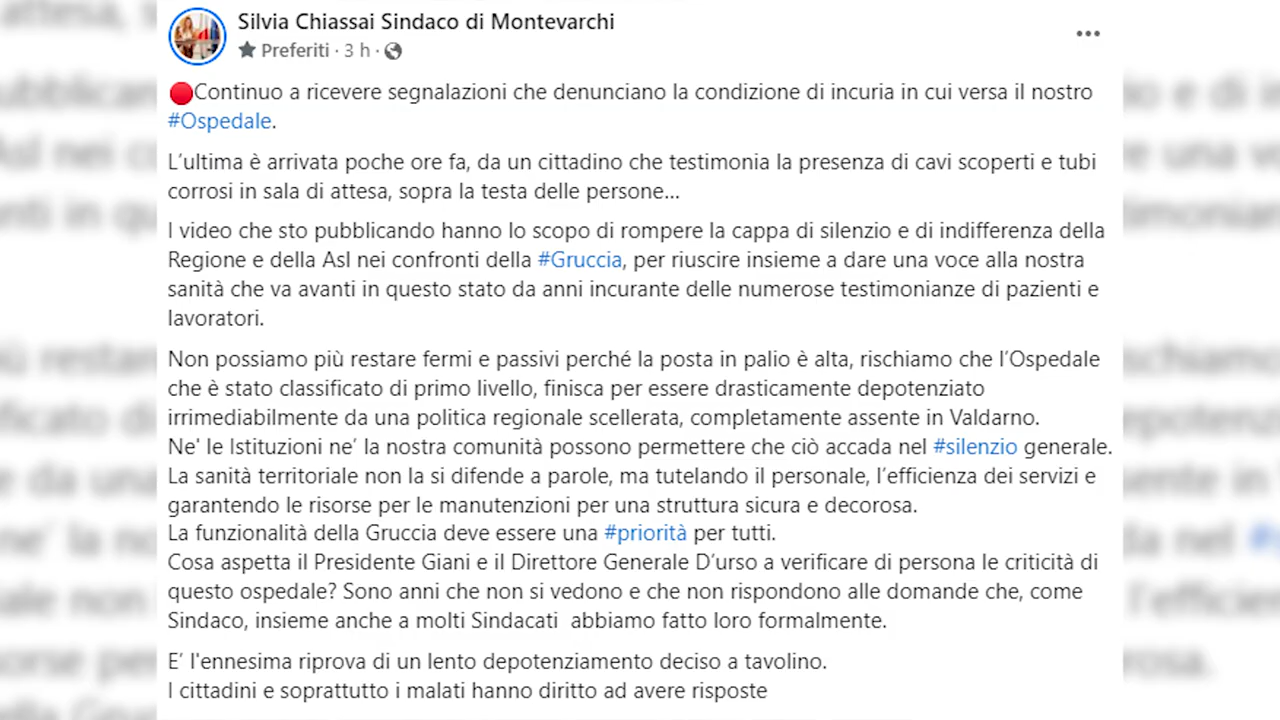 Silvia Chiassai Sindaco di Montevarchi
Preferiti · 3 h ·
Continuo a ricevere segnalazioni che denunciano la condizione di incuria in cui versa il nostro
#Ospedale.
L’ultima è arrivata poche ore fa, da un cittadino che testimonia la presenza di cavi scoperti e tubi
corrosi in sala di attesa, sopra la testa delle persone...
I video che sto pubblicando hanno lo scopo di rompere la cappa di silenzio e di indifferenza della
Regione e della Asl nei confronti della #Gruccia, per riuscire insieme a dare una voce alla nostra
sanità che va avanti in questo stato da anni incurante delle numerose testimonianze di pazienti e
lavoratori.
Non possiamo più restare fermi e passivi perché la posta in palio è alta, rischiamo che l’Ospedale
che è stato classificato di primo livello, finisca per essere drasticamente depotenziato
irrimediabilmente da una politica regionale scellerata, completamente assente in Valdarno.
Ne' le Istituzioni ne’ la nostra comunità possono permettere che ciò accada nel #silenzio generale.
La sanità territoriale non la si difende a parole, ma tutelando il personale, l’efficienza dei servizi e
garantendo le risorse per le manutenzioni per una struttura sicura e decorosa.
La funzionalità della Gruccia deve essere una #priorità per tutti.
Cosa aspetta il Presidente Giani e il Direttore Generale D’urso a verificare di persona le criticità di
questo ospedale? Sono anni che non si vedono e che non rispondono alle domande che, come
Sindaco, insieme anche a molti Sindacati  abbiamo fatto loro formalmente.
E’ l'ennesima riprova di un lento depotenziamento deciso a tavolino.
I cittadini e soprattutto i malati hanno diritto ad avere risposte